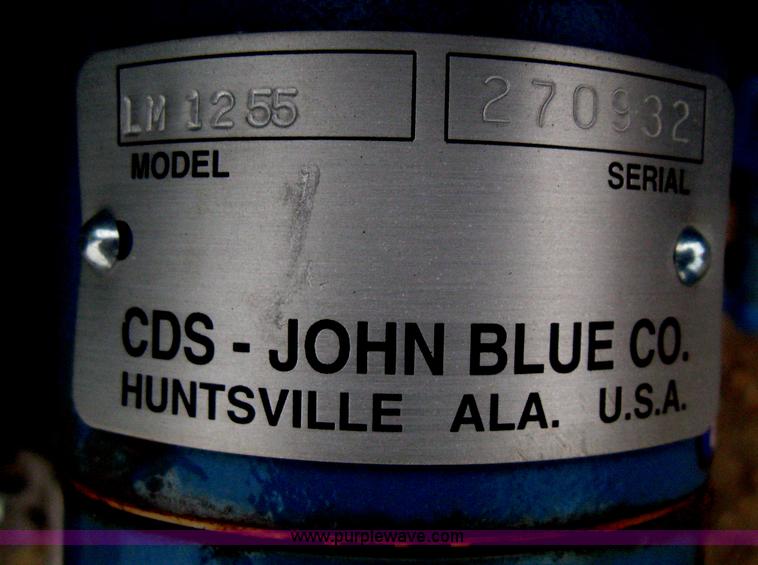 LM 1255 270932
MODEL SERIAL
CDS - JOHN BLUE CO.
HUNTSVILLE ALA. U.S.A.
www.purplewave.com